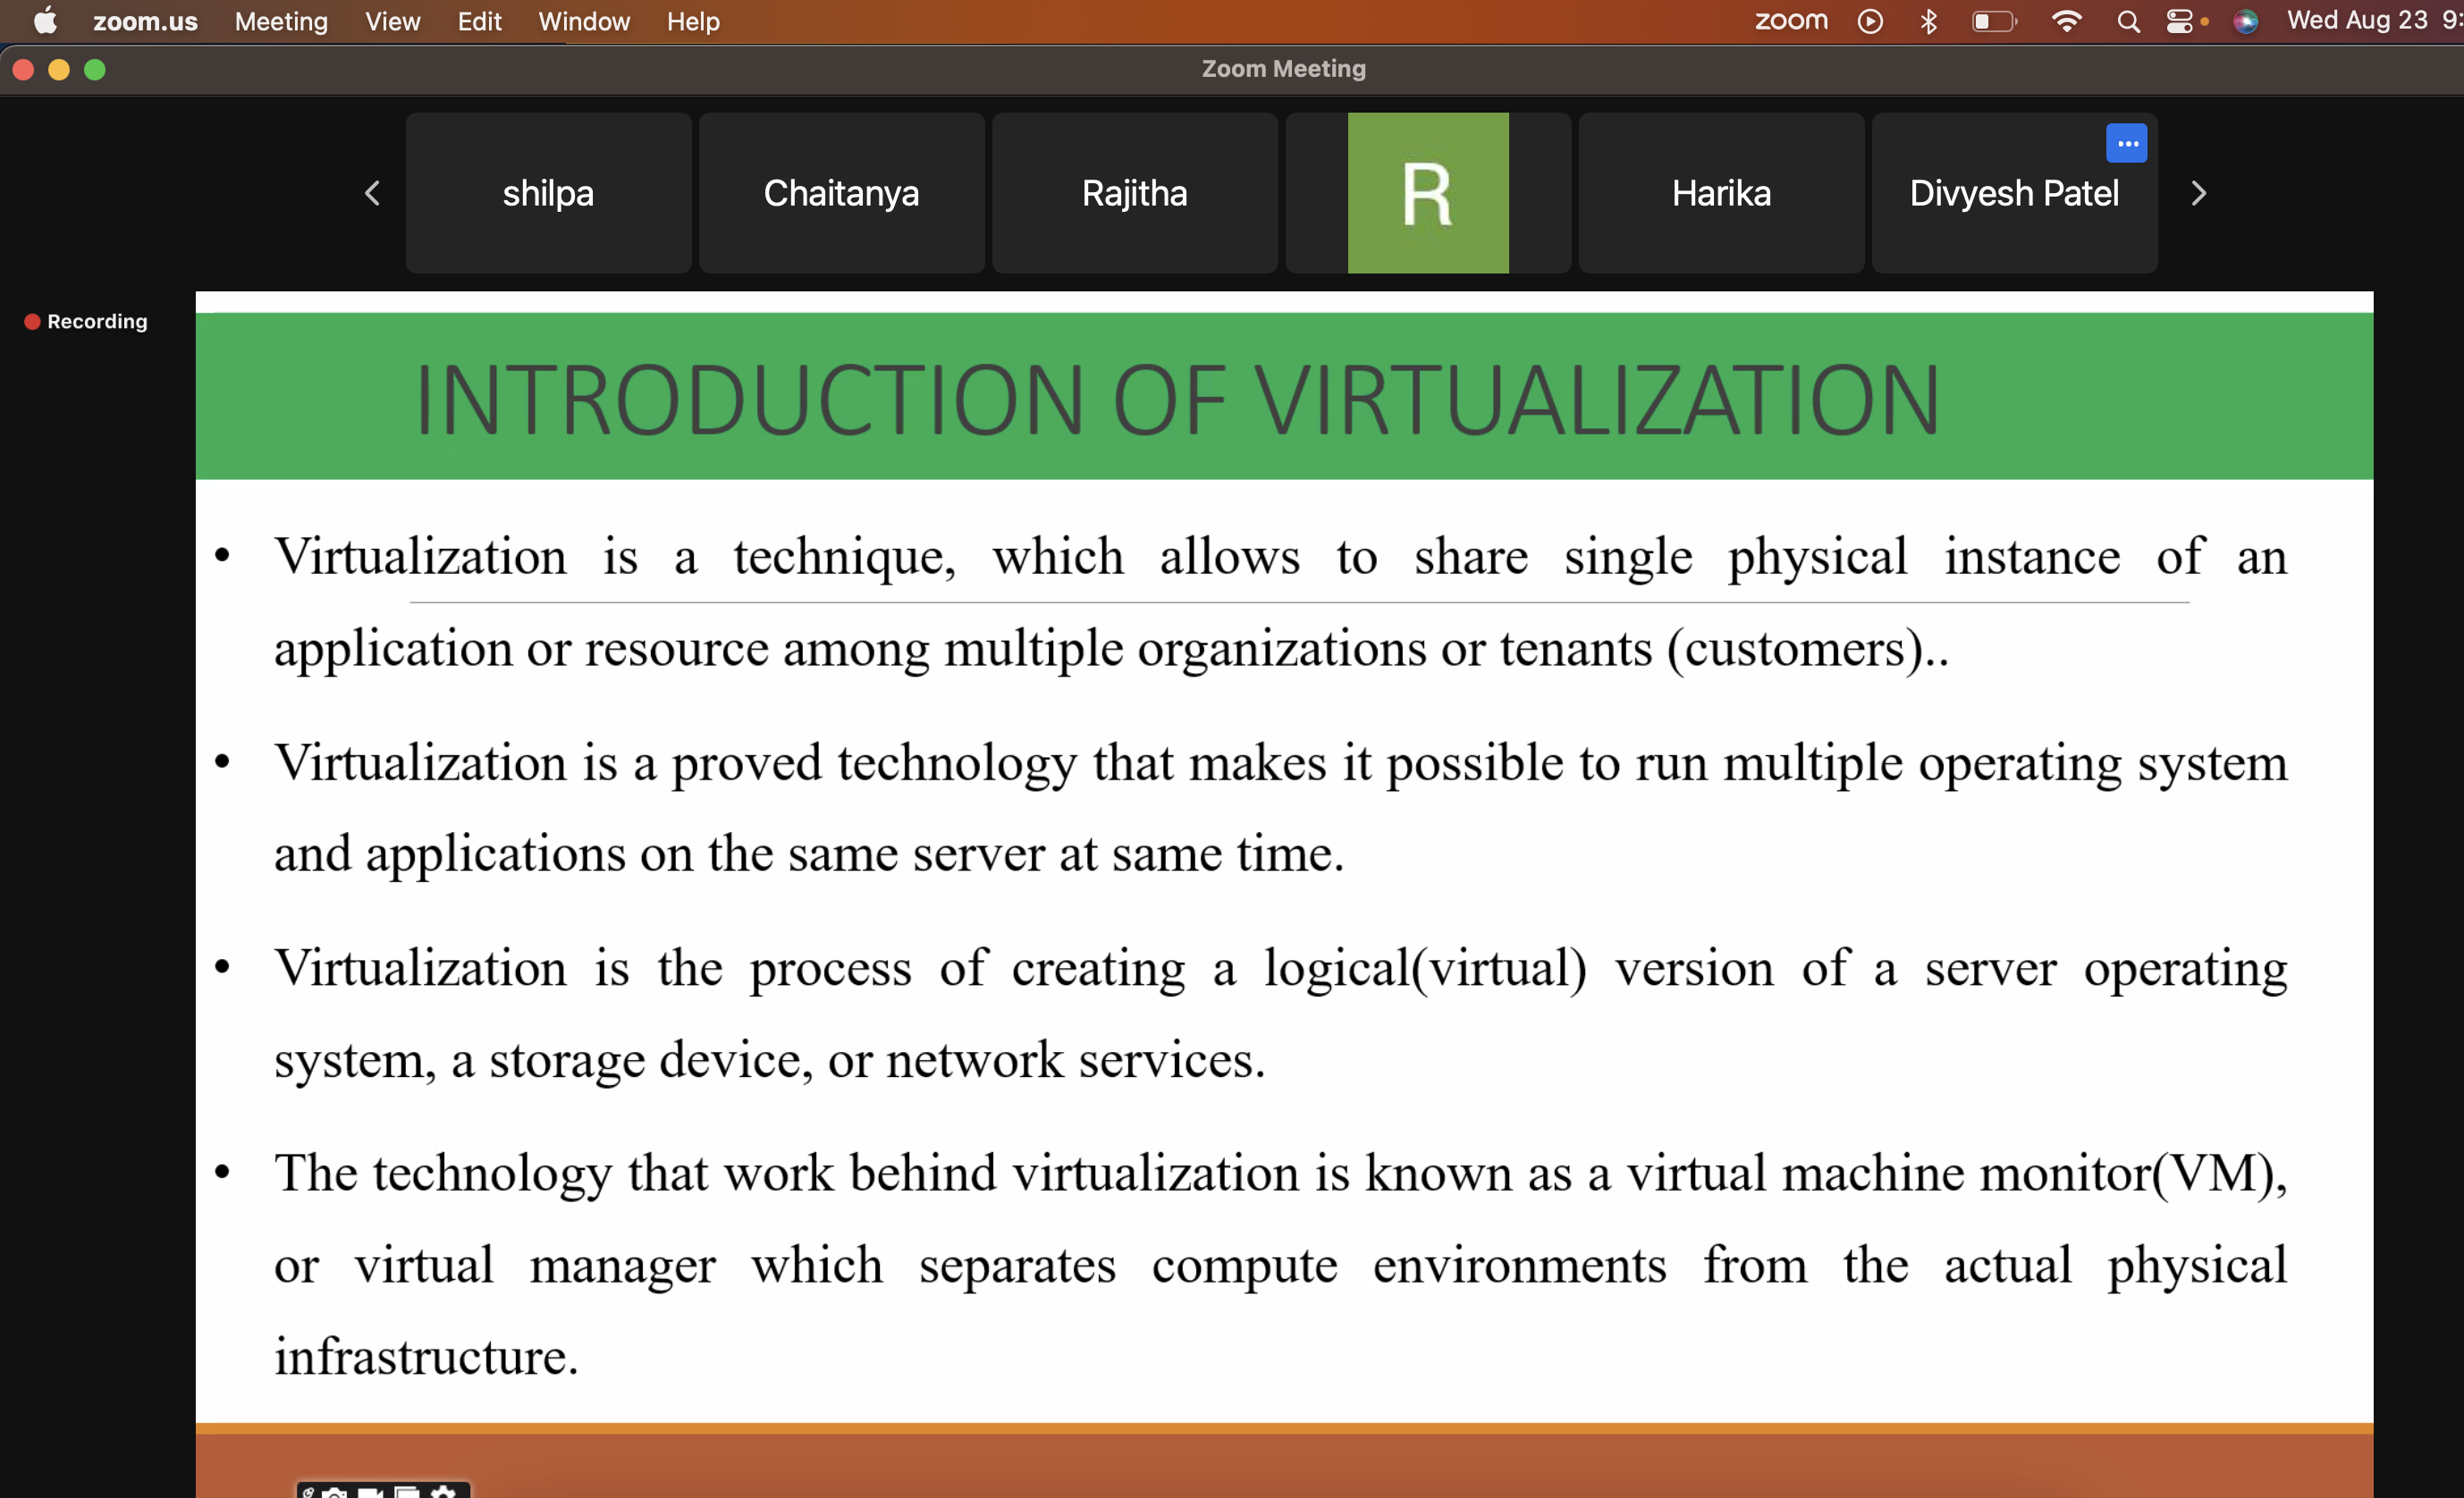 zoom.us Meeting View Edit Window Help zoom Wed Aug 23 9:
Zoom Meeting
shilpa Chaitanya Rajitha R Harika Divyesh Patel
Recording
INTRODUCTION OF VIRTUALIZATION
• Virtualization is a technique, which allows to share single physical instance of an
application or resource among multiple organizations or tenants (customers)..
• Virtualization is a proved technology that makes it possible to run multiple operating system
and applications on the same server at same time.
• Virtualization is the process of creating a logical(virtual) version of a server operating
system, a storage device, or network services.
• The technology that work behind virtualization is known as a virtual machine monitor(VM),
or virtual manager which separates compute environments from the actual physical
infrastructure.